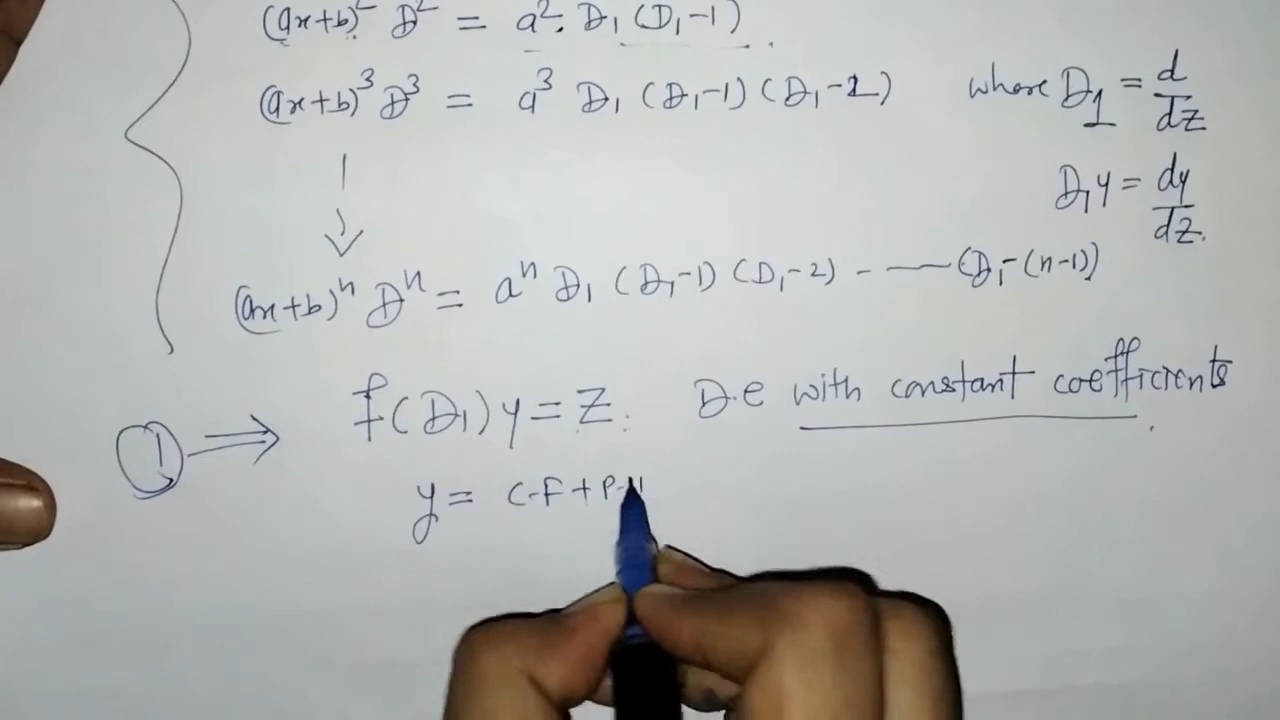 (ax+b)² D² = a². D₁ (D₁-1)
(ax+b)³ D³ = a³ D₁ (D₁-1) (D₁-2) where D₁ = d/dz
D₁y = dy/dz.
(ax+b)ⁿ Dⁿ = aⁿ D₁ (D₁-1) (D₁-2) - —— (D₁-(n-1))
① ⟹ f(D₁) y = Z. D.E with constant coefficients.
y = C-F + P-I